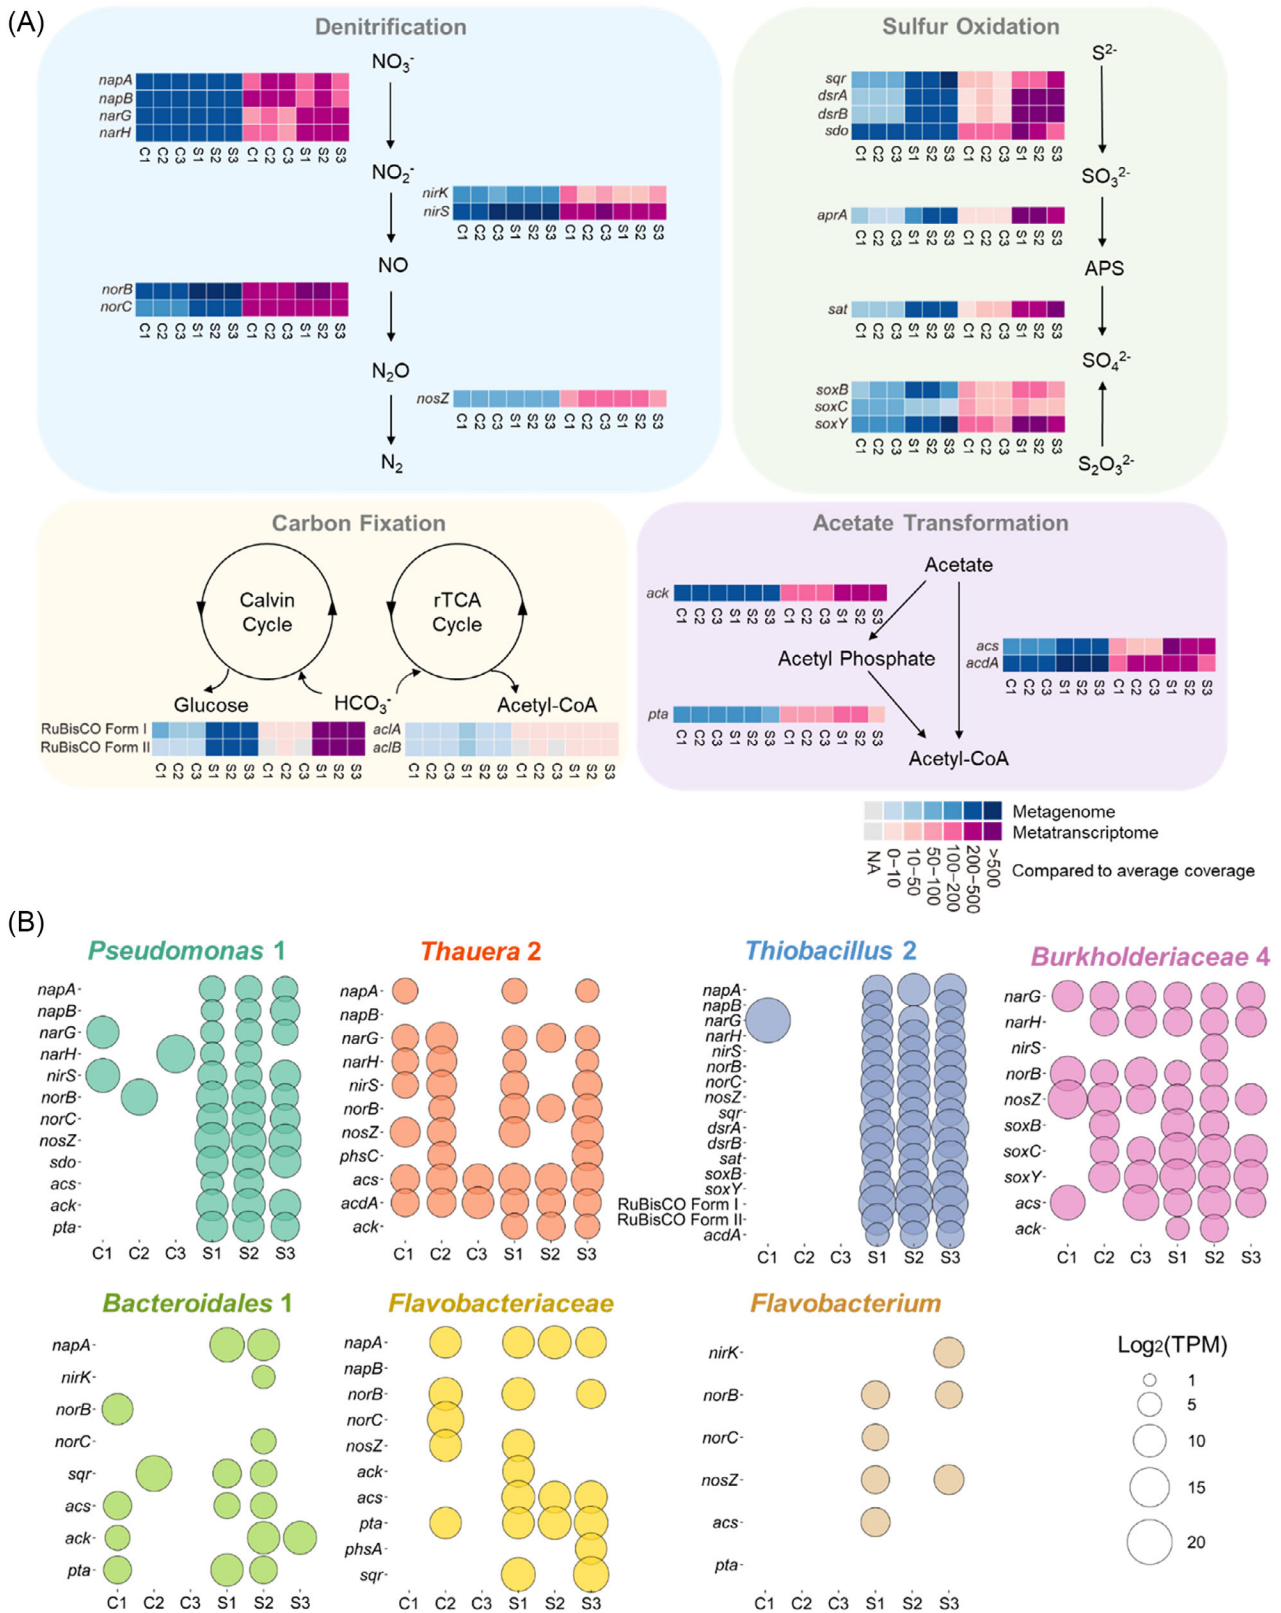 (A)
Denitrification
NO3-
napA
napB
narG
narH
C1 C2 C3 S1 S2 S3 C1 C2 C3 S1 S2 S3
NO2-
nirK
nirS
C1 C2 C3 S1 S2 S3 C1 C2 C3 S1 S2 S3
NO
norB
norC
C1 C2 C3 S1 S2 S3 C1 C2 C3 S1 S2 S3
N2O
nosZ
C1 C2 C3 S1 S2 S3 C1 C2 C3 S1 S2 S3
N2
Sulfur Oxidation
S2-
sqr
dsrA
dsrB
sdo
C1 C2 C3 S1 S2 S3 C1 C2 C3 S1 S2 S3
SO32-
aprA
C1 C2 C3 S1 S2 S3 C1 C2 C3 S1 S2 S3
APS
sat
C1 C2 C3 S1 S2 S3 C1 C2 C3 S1 S2 S3
SO42-
soxB
soxC
soxY
C1 C2 C3 S1 S2 S3 C1 C2 C3 S1 S2 S3
S2O32-
Carbon Fixation
Calvin
Cycle
rTCA
Cycle
Glucose
HCO3-
Acetyl-CoA
RuBisCO Form I
RuBisCO Form II
C1 C2 C3 S1 S2 S3 C1 C2 C3 S1 S2 S3
aclA
aclB
C1 C2 C3 S1 S2 S3 C1 C2 C3 S1 S2 S3
Acetate Transformation
Acetate
ack
C1 C2 C3 S1 S2 S3 C1 C2 C3 S1 S2 S3
acs
acdA
C1 C2 C3 S1 S2 S3 C1 C2 C3 S1 S2 S3
Acetyl Phosphate
pta
C1 C2 C3 S1 S2 S3 C1 C2 C3 S1 S2 S3
Acetyl-CoA
Metagenome
Metatranscriptome
NA 0-10 10-50 50-100 100-200 200-500 >500
Compared to average coverage
(B)
Pseudomonas 1
napA
napB
narG
narH
nirS
norB
norC
nosZ
sdo
acs
ack
pta
C1 C2 C3 S1 S2 S3
Thauera 2
napA
napB
narG
narH
nirS
norB
nosZ
phsC
acs
acdA
ack
C1 C2 C3 S1 S2 S3
Thiobacillus 2
napA
napB
narG
narH
nirS
norB
norC
nosZ
sqr
dsrA
dsrB
sat
soxB
soxY
RuBisCO Form I
RuBisCO Form II
acdA
C1 C2 C3 S1 S2 S3
Burkholderiaceae 4
narG
narH
nirS
norB
nosZ
soxB
soxC
soxY
acs
ack
C1 C2 C3 S1 S2 S3
Bacteroidales 1
napA
nirK
norB
norC
sqr
acs
ack
pta
C1 C2 C3 S1 S2 S3
Flavobacteriaceae
napA
napB
norB
norC
nosZ
ack
acs
pta
phsA
sqr
C1 C2 C3 S1 S2 S3
Flavobacterium
nirK
norB
norC
nosZ
acs
pta
C1 C2 C3 S1 S2 S3
Log2(TPM)
1
5
10
15
20